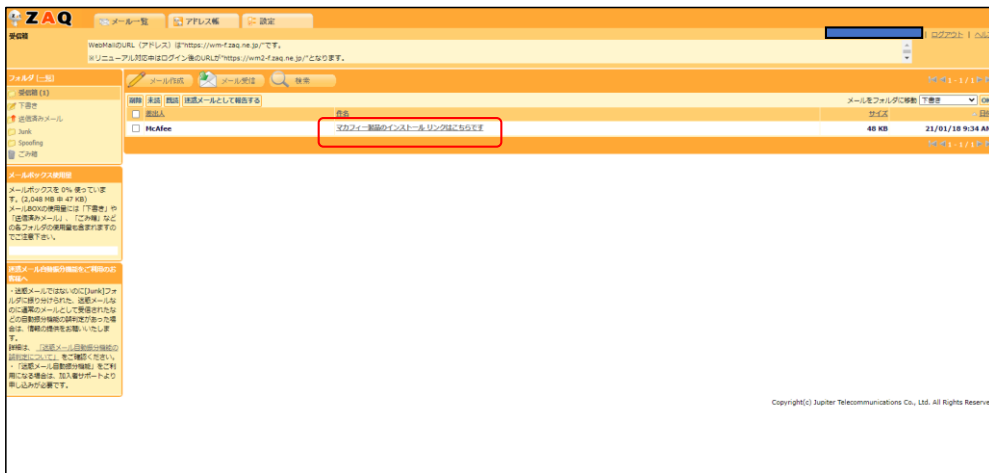 ZAQ
メール一覧
アドレス帳
設定
受信箱
ログアウト
WebMailのURL (アドレス) は"https://wm-f.zaq.ne.jp/"です。
※リニューアル対応中はログイン後のURLが"https://wm2-f.zaq.ne.jp/"となります。
フォルダ [一覧]
メール作成
メール受信
検索
1 - 1 / 1
受信箱 (1)
下書き
送信済みメール
Junk
Spoofing
ごみ箱
削除 未読 既読 迷惑メールとして報告する
メールをフォルダに移動 下書き
差出人 件名 サイズ
McAfee マカフィー製品のインストール リンクはこちらです 48 KB 21/01/18 9:34 AM
1 - 1 / 1
メールボックス使用量
メールボックスを 0% 使っています。(2,048 MB 中 47 KB)
メールBOXの使用量には「下書き」や
「送信済みメール」、「ごみ箱」など
の各フォルダの使用量も含まれますの
でご注意下さい。
迷惑メール自動振分機能をご利用のお
客様へ
・迷惑メールではないのに[Junk]フォ
ルダに振り分けられた、迷惑メールな
のに通常のメールとして受信されたな
どの自動振分機能の誤判定があった場
合は、情報の提供をお願いいたしま
す。
詳細は、「迷惑メール自動振分機能の
誤判定について」をご確認ください。
・「迷惑メール自動振分機能」をご利
用になる場合は、加入者サポートより
申し込みが必要です。
Copyright(c) Jupiter Telecommunications Co., Ltd. All Rights Reserve